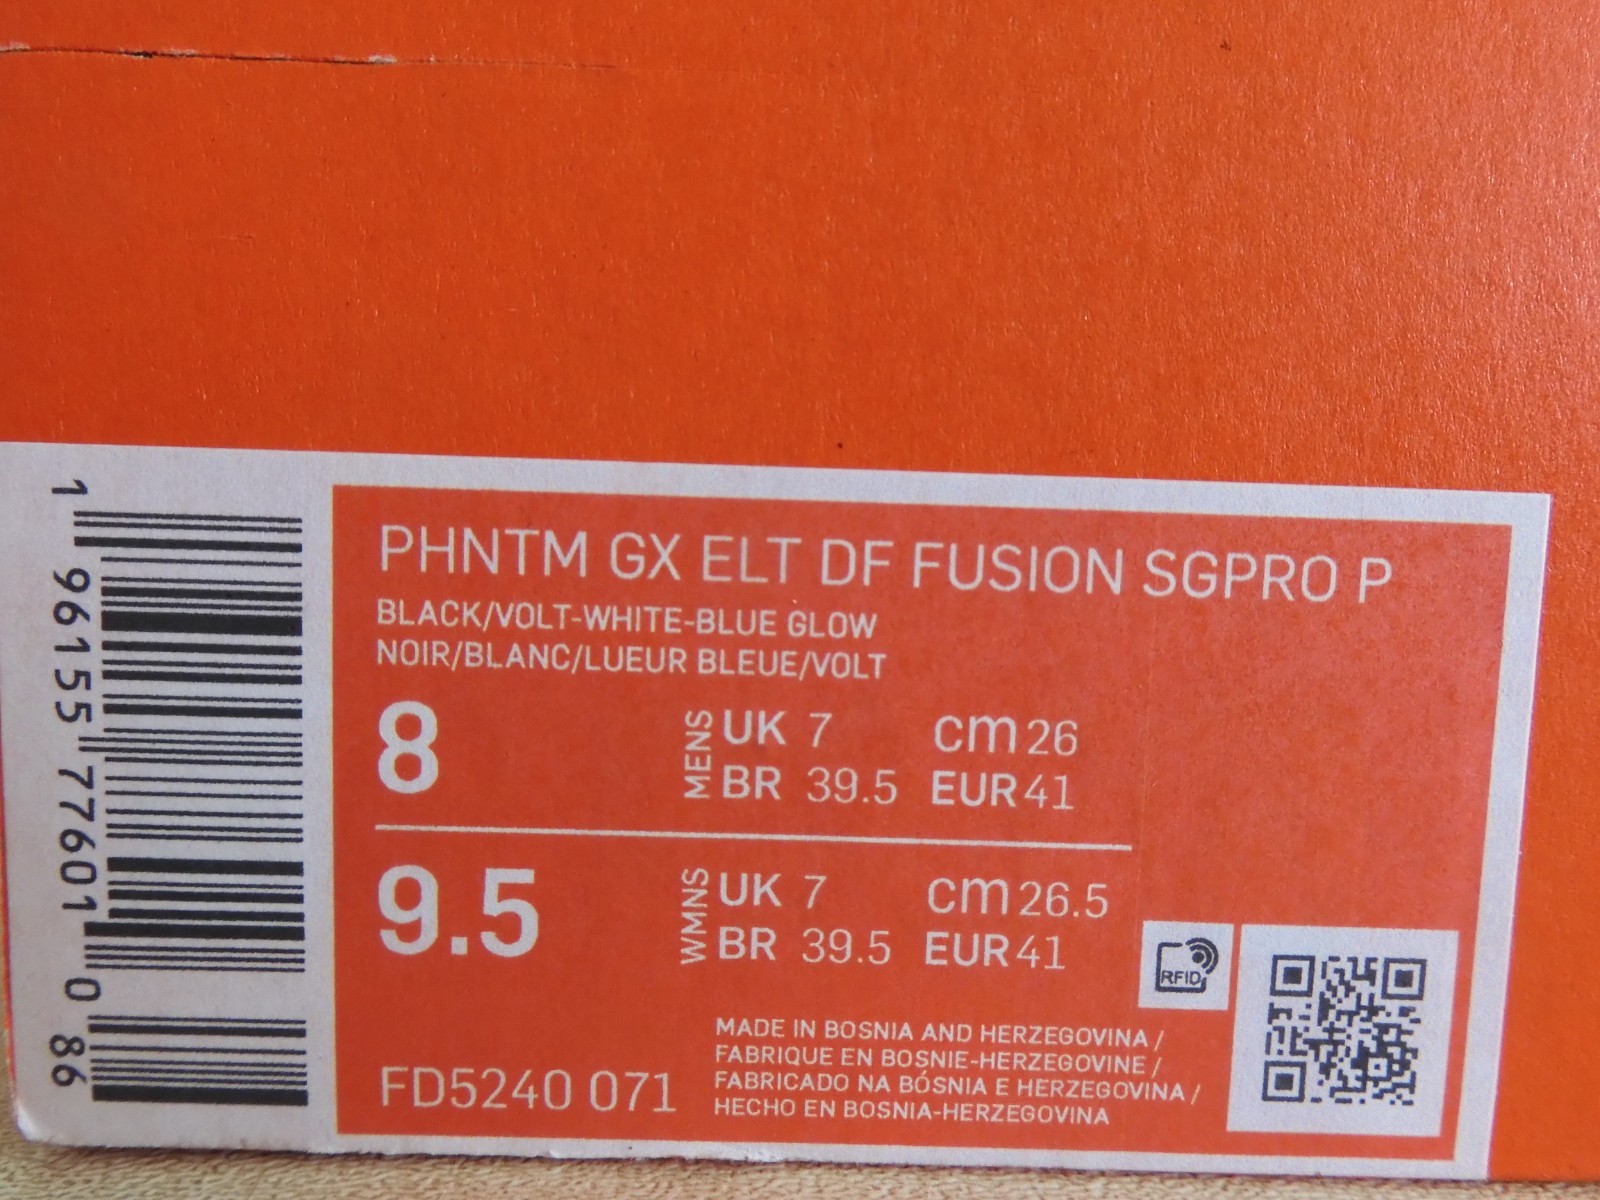 PHNTM GX ELT DF FUSION SGPRO P
BLACK/VOLT-WHITE-BLUE GLOW
NOIR/BLANC/LUEUR BLEUE/VOLT
8
MENS
UK 7 cm 26
BR 39.5 EUR 41
9.5
WMNS
UK 7 cm 26.5
BR 39.5 EUR 41
RFID
FD5240 071
MADE IN BOSNIA AND HERZEGOVINA /
FABRIQUE EN BOSNIE-HERZEGOVINE /
FABRICADO NA BÓSNIA E HERZEGOVINA /
HECHO EN BOSNIA-HERZEGOVINA
1 96155 77601 0 86